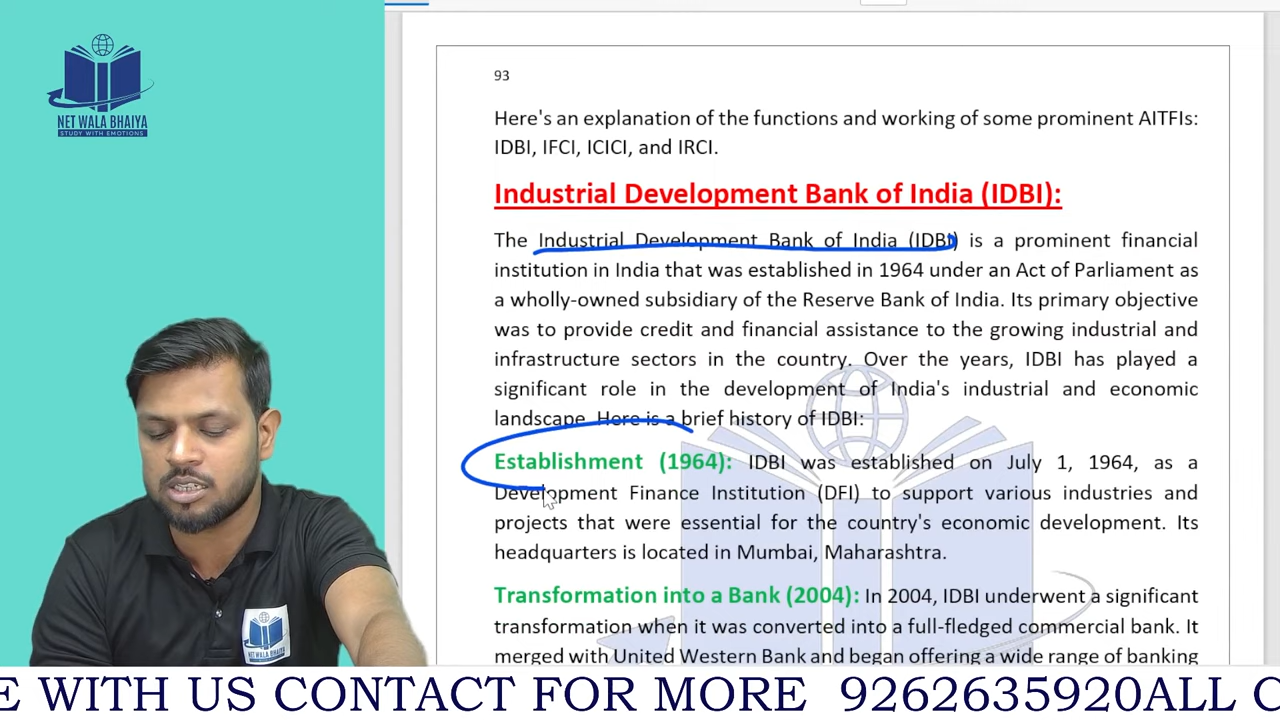 NET WALA BHAIYA
STUDY WITH EMOTIONS
93
Here's an explanation of the functions and working of some prominent AITFIs:
IDBI, IFCI, ICICI, and IRCI.
Industrial Development Bank of India (IDBI):
The Industrial Development Bank of India (IDBI) is a prominent financial
institution in India that was established in 1964 under an Act of Parliament as
a wholly-owned subsidiary of the Reserve Bank of India. Its primary objective
was to provide credit and financial assistance to the growing industrial and
infrastructure sectors in the country. Over the years, IDBI has played a
significant role in the development of India's industrial and economic
landscape. Here is a brief history of IDBI:
Establishment (1964): IDBI was established on July 1, 1964, as a
Development Finance Institution (DFI) to support various industries and
projects that were essential for the country's economic development. Its
headquarters is located in Mumbai, Maharashtra.
Transformation into a Bank (2004): In 2004, IDBI underwent a significant
transformation when it was converted into a full-fledged commercial bank. It
merged with United Western Bank and began offering a wide range of banking
E WITH US CONTACT FOR MORE 9262635920ALL C